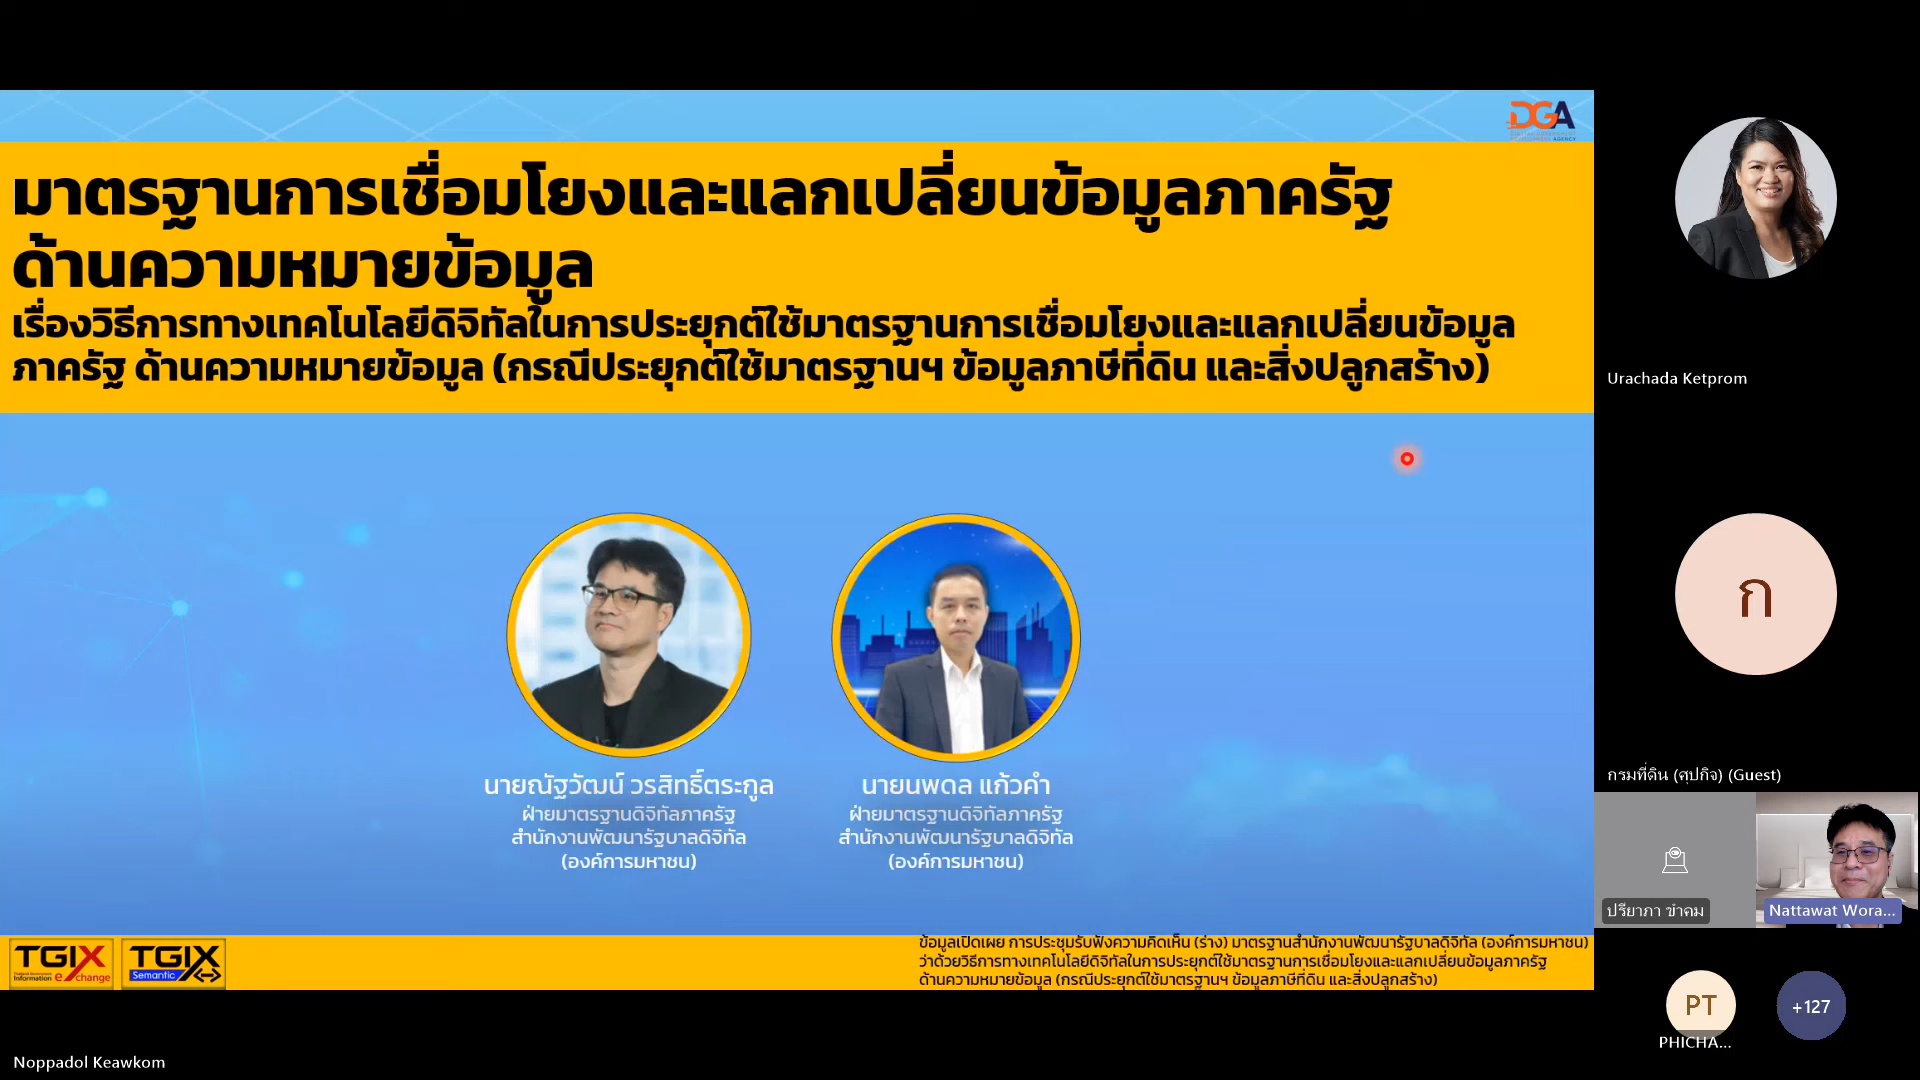 DGA
มาตรฐานการเชื่อมโยงและแลกเปลี่ยนข้อมูลภาครัฐ
ด้านความหมายข้อมูล
เรื่องวิธีการทางเทคโนโลยีดิจิทัลในการประยุกต์ใช้มาตรฐานการเชื่อมโยงและแลกเปลี่ยนข้อมูล
ภาครัฐ ด้านความหมายข้อมูล (กรณีประยุกต์ใช้มาตรฐานฯ ข้อมูลภาษีที่ดิน และสิ่งปลูกสร้าง)
นายณัฐวัฒน์ วรสิทธิ์ตระกูล
ฝ่ายมาตรฐานดิจิทัลภาครัฐ
สำนักงานพัฒนารัฐบาลดิจิทัล
(องค์การมหาชน)
นายนพดล แก้วคำ
ฝ่ายมาตรฐานดิจิทัลภาครัฐ
สำนักงานพัฒนารัฐบาลดิจิทัล
(องค์การมหาชน)
TGIX
Information eXchange
TGIX
Semantic
ข้อมูลเปิดเผย การประชุมรับฟังความคิดเห็น (ร่าง) มาตรฐานสำนักงานพัฒนารัฐบาลดิจิทัล (องค์การมหาชน)
ว่าด้วยวิธีการทางเทคโนโลยีดิจิทัลในการประยุกต์ใช้มาตรฐานการเชื่อมโยงและแลกเปลี่ยนข้อมูลภาครัฐ
ด้านความหมายข้อมูล (กรณีประยุกต์ใช้มาตรฐานฯ ข้อมูลภาษีที่ดิน และสิ่งปลูกสร้าง)
Noppadol Keawkom
Urachada Ketprom
ก
กรมที่ดิน (ศุปกิจ) (Guest)
ปรียาภา ขำคม
Nattawat Wora...
PT
PHICHA...
+127